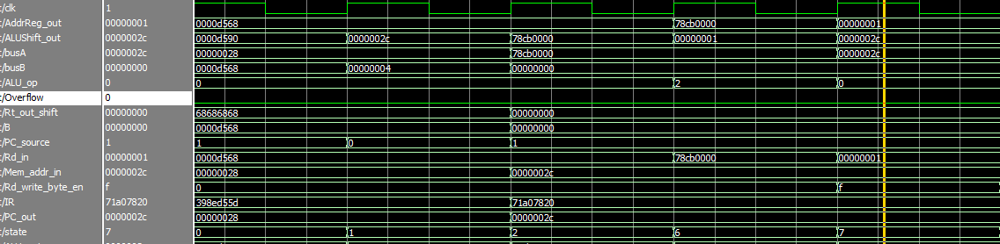 t/clk 1
t/AddrReg_out 00000001 0000d568 78cb0000 00000001
t/ALUShift_out 0000002c 0000d590 0000002c 78cb0000 00000001 0000002c
t/busA 0000002c 00000028 78cb0000 0000002c
t/busB 00000000 0000d568 00000004 00000000
t/ALU_op 0 0 2 0
t/Overflow 0
t/Rt_out_shift 00000000 68686868 00000000
t/B 00000000 0000d568 00000000
t/PC_source 1 1 0 1
t/Rd_in 00000001 0000d568 78cb0000 00000001
t/Mem_addr_in 0000002c 00000028 0000002c
t/Rd_write_byte_en f 0 f
t/IR 71a07820 398ed55d 71a07820
t/PC_out 0000002c 00000028 0000002c
t/state 7 0 1 2 6 7